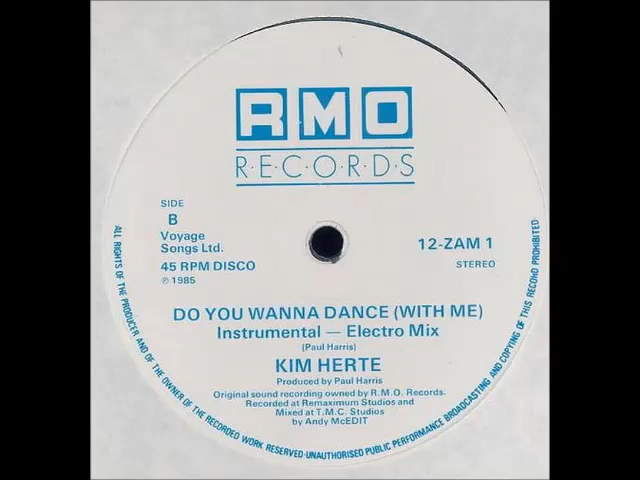 RMO
R·E·C·O·R·D·S
SIDE
B
Voyage
Songs Ltd.
45 RPM DISCO
℗ 1985
12-ZAM 1
STEREO
DO YOU WANNA DANCE (WITH ME)
Instrumental — Electro Mix
(Paul Harris)
KIM HERTE
Produced by Paul Harris
Original sound recording owned by R.M.O. Records.
Recorded at Remaximum Studios and
Mixed at T.M.C. Studios
by Andy McEDIT
ALL RIGHTS OF THE PRODUCER AND OF THE OWNER OF THE RECORDED WORK RESERVED·UNAUTHORISED PUBLIC PERFORMANCE BROADCASTING AND COPYING OF THIS RECORD PROHIBITED